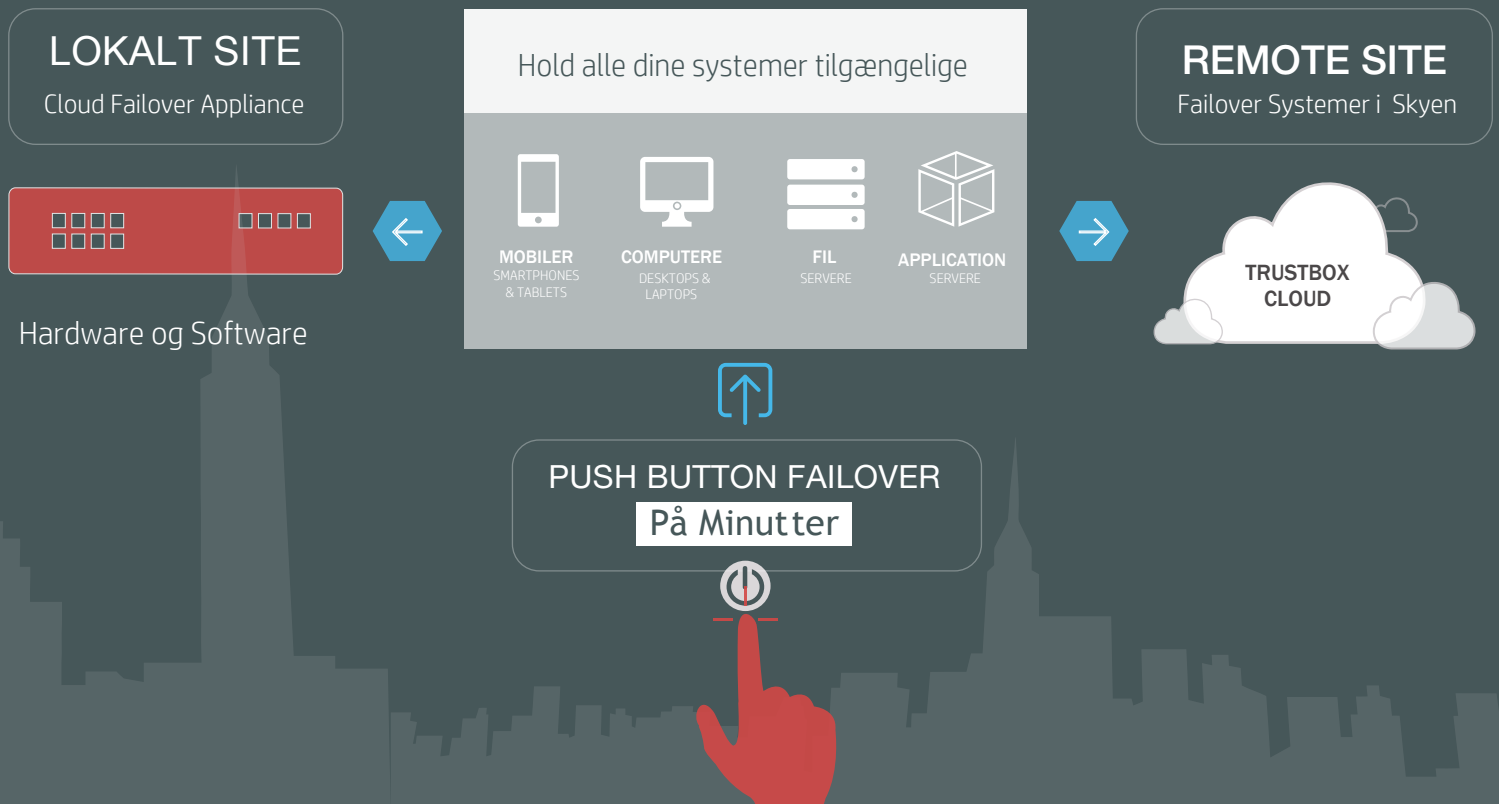 LOKALT SITE
Cloud Failover Appliance
Hardware og Software
Hold alle dine systemer tilgængelige
MOBILER
SMARTPHONES
& TABLETS
COMPUTERE
DESKTOPS &
LAPTOPS
FIL
SERVERE
APPLICATION
SERVERE
REMOTE SITE
Failover Systemer i Skyen
TRUSTBOX
CLOUD
PUSH BUTTON FAILOVER
På Minutter